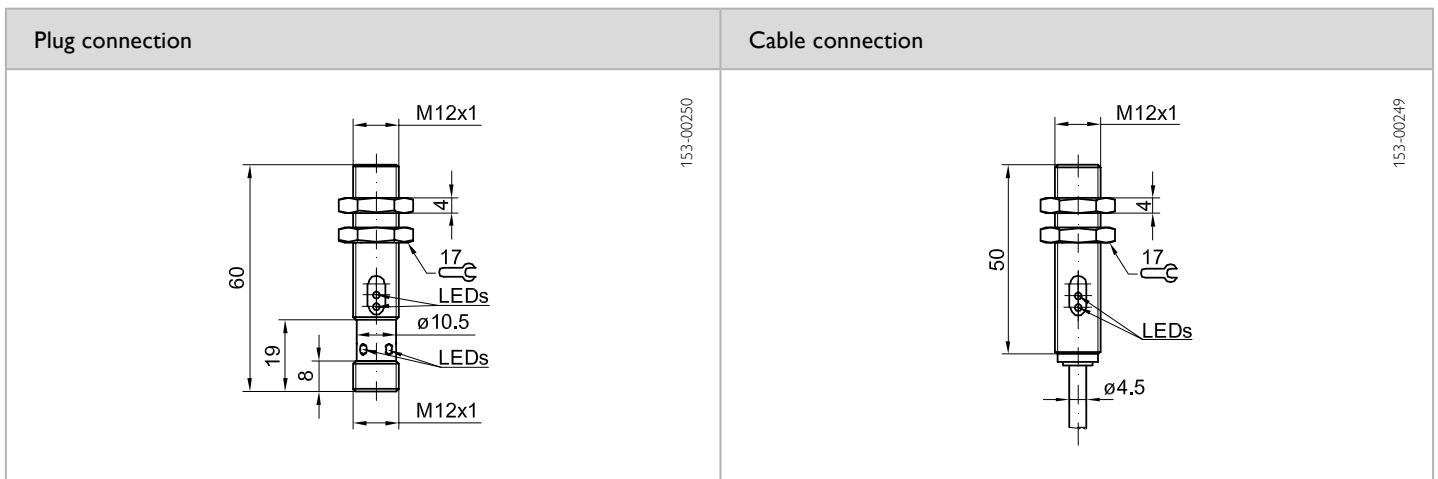 Plug connection
Cable connection
M12x1
153-00250
4
60
17
LEDs
ø10.5
19
LEDs
8
M12x1
M12x1
153-00249
4
50
17
LEDs
ø4.5